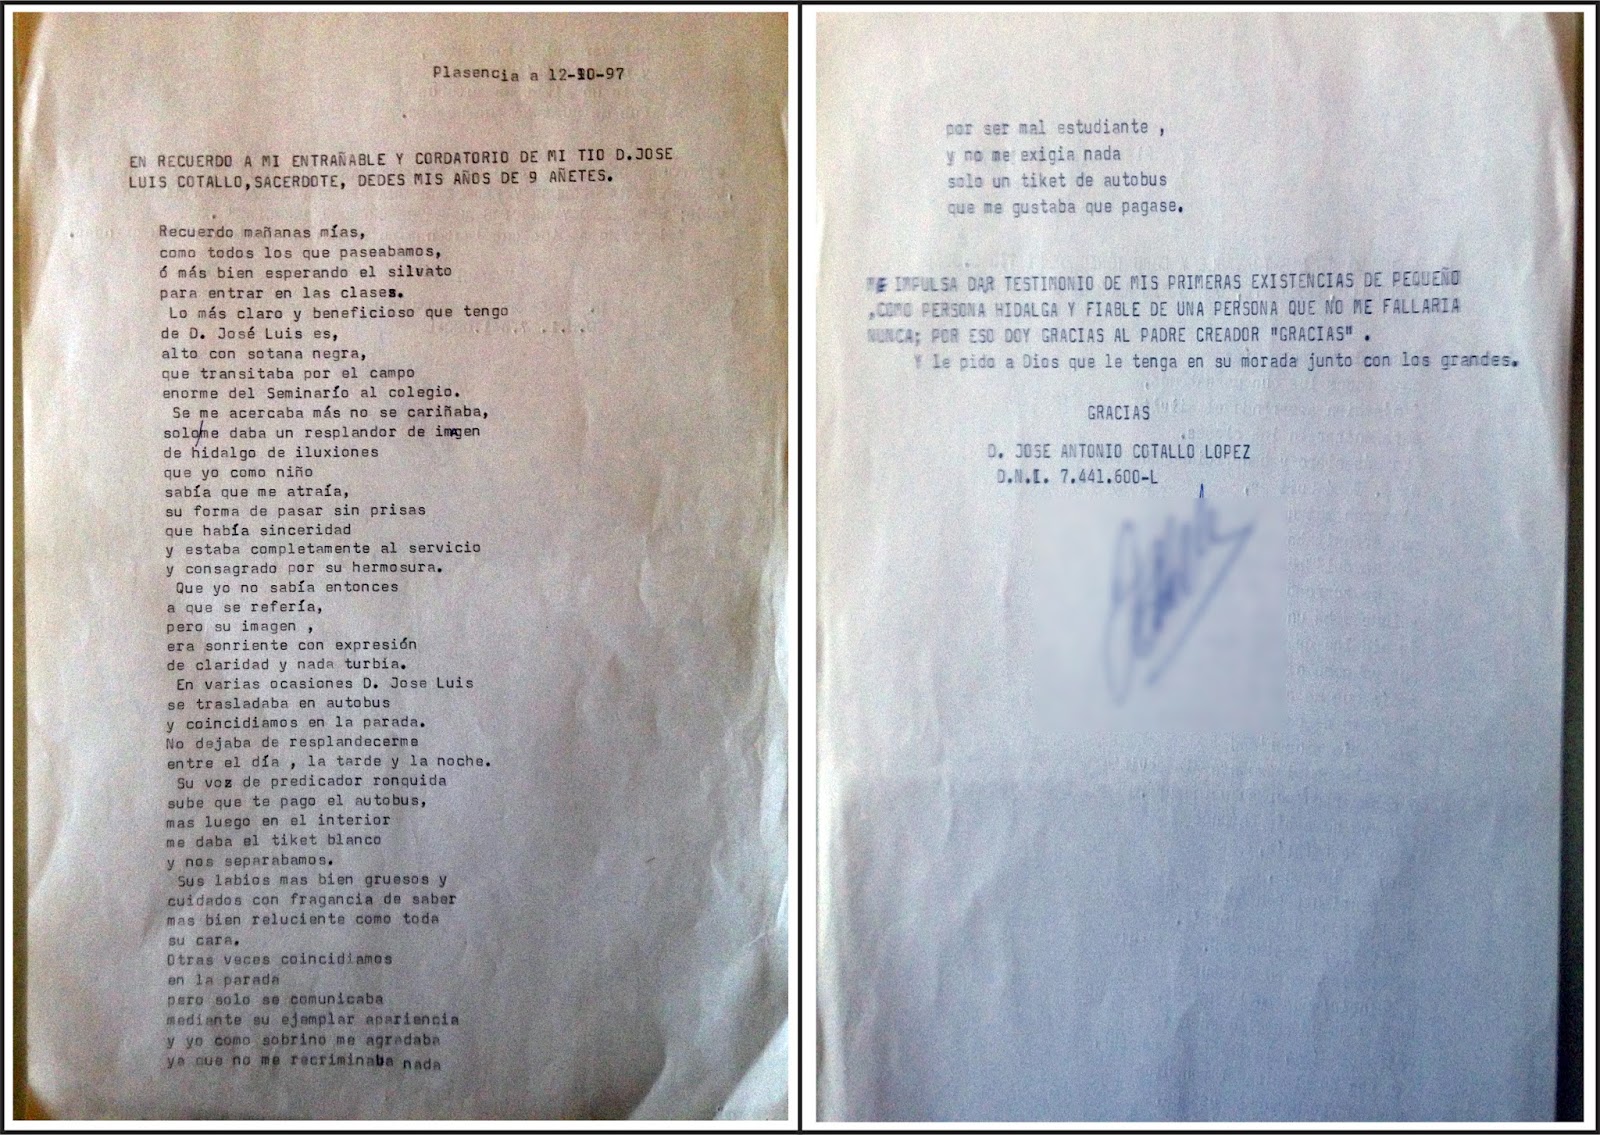 Plasencia a 12-10-97
EN RECUERDO A MI ENTRAÑABLE Y CORDATORIO DE MI TIO D.JOSE
LUIS COTALLO,SACERDOTE, DEDES MIS AÑOS DE 9 AÑETES.
Recuerdo mañanas mías,
como todos los que paseabamos,
ó más bien esperando el silvato
para entrar en las clases.
Lo más claro y beneficioso que tengo
de D. José Luis es,
alto con sotana negra,
que transitaba por el campo
enorme del Seminarío al colegio.
Se me acercaba más no se cariñaba,
solo/me daba un resplandor de imAgen
de hidalgo de iluxiones
que yo como niño
sabía que me atraía,
su forma de pasar sin prisas
que había sinceridad
y estaba completamente al servicio
y consagrado por su hermosura.
Que yo no sabía entonces
a que se refería,
pero su imagen ,
era sonriente con expresión
de claridad y nada turbia.
En varias ocasiones D. Jose Luis
se trasladaba en autobus
y coincidiamos en la parada.
No dejaba de resplandecerme
entre el día , la tarde y la noche.
Su voz de predicador ronquida
sube que te pago el autobus,
mas luego en el interior
me daba el tiket blanco
y nos separabamos.
Sus labios mas bien gruesos y
cuidados con fragancia de saber
mas bien reluciente como toda
su cara.
Otras veces coincidiamos
en la parada
pero solo se comunicaba
mediante su ejemplar apariencia
y yo como sobrino me agradaba
ya que no me recriminaba nada
por ser mal estudiante ,
y no me exigia nada
solo un tiket de autobus
que me gustaba que pagase.
ME IMPULSA DAR TESTIMONIO DE MIS PRIMERAS EXISTENCIAS DE PEQUEÑO
,COMO PERSONA HIDALGA Y FIABLE DE UNA PERSONA QUE NO ME FALLARIA
NUNCA; POR ESO DOY GRACIAS AL PADRE CREADOR "GRACIAS" .
Y le pido a Dios que le tenga en su morada junto con los grandes.
GRACIAS
D. JOSE ANTONIO COTALLO LOPEZ
D.N.I. 7.441.600-L